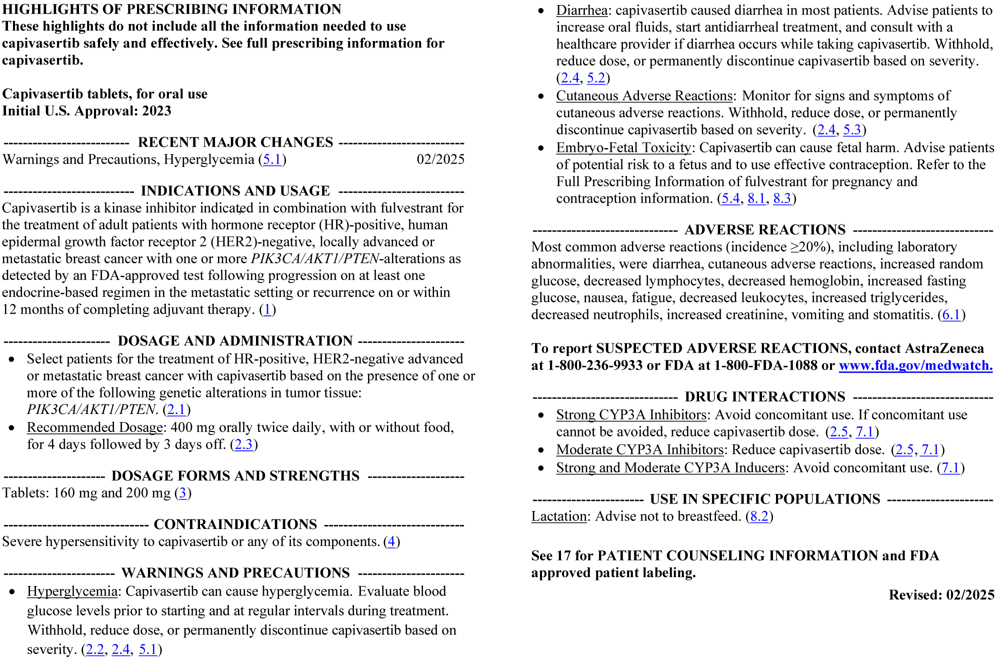 HIGHLIGHTS OF PRESCRIBING INFORMATION
These highlights do not include all the information needed to use
capivasertib safely and effectively. See full prescribing information for
capivasertib.
Capivasertib tablets, for oral use
Initial U.S. Approval: 2023
-------------------------- RECENT MAJOR CHANGES --------------------------
Warnings and Precautions, Hyperglycemia (5.1) 02/2025
--------------------------- INDICATIONS AND USAGE --------------------------
Capivasertib is a kinase inhibitor indicated in combination with fulvestrant for
the treatment of adult patients with hormone receptor (HR)-positive, human
epidermal growth factor receptor 2 (HER2)-negative, locally advanced or
metastatic breast cancer with one or more PIK3CA/AKT1/PTEN-alterations as
detected by an FDA-approved test following progression on at least one
endocrine-based regimen in the metastatic setting or recurrence on or within
12 months of completing adjuvant therapy. (1)
---------------------- DOSAGE AND ADMINISTRATION ----------------------
• Select patients for the treatment of HR-positive, HER2-negative advanced
or metastatic breast cancer with capivasertib based on the presence of one or
more of the following genetic alterations in tumor tissue:
PIK3CA/AKT1/PTEN. (2.1)
• Recommended Dosage: 400 mg orally twice daily, with or without food,
for 4 days followed by 3 days off. (2.3)
--------------------- DOSAGE FORMS AND STRENGTHS --------------------
Tablets: 160 mg and 200 mg (3)
------------------------------ CONTRAINDICATIONS -----------------------------
Severe hypersensitivity to capivasertib or any of its components. (4)
----------------------- WARNINGS AND PRECAUTIONS ----------------------
• Hyperglycemia: Capivasertib can cause hyperglycemia. Evaluate blood
glucose levels prior to starting and at regular intervals during treatment.
Withhold, reduce dose, or permanently discontinue capivasertib based on
severity. (2.2, 2.4, 5.1)
• Diarrhea: capivasertib caused diarrhea in most patients. Advise patients to
increase oral fluids, start antidiarrheal treatment, and consult with a
healthcare provider if diarrhea occurs while taking capivasertib. Withhold,
reduce dose, or permanently discontinue capivasertib based on severity.
(2.4, 5.2)
• Cutaneous Adverse Reactions: Monitor for signs and symptoms of
cutaneous adverse reactions. Withhold, reduce dose, or permanently
discontinue capivasertib based on severity. (2.4, 5.3)
• Embryo-Fetal Toxicity: Capivasertib can cause fetal harm. Advise patients
of potential risk to a fetus and to use effective contraception. Refer to the
Full Prescribing Information of fulvestrant for pregnancy and
contraception information. (5.4, 8.1, 8.3)
------------------------------ ADVERSE REACTIONS -----------------------------
Most common adverse reactions (incidence ≥20%), including laboratory
abnormalities, were diarrhea, cutaneous adverse reactions, increased random
glucose, decreased lymphocytes, decreased hemoglobin, increased fasting
glucose, nausea, fatigue, decreased leukocytes, increased triglycerides,
decreased neutrophils, increased creatinine, vomiting and stomatitis. (6.1)
To report SUSPECTED ADVERSE REACTIONS, contact AstraZeneca
at 1-800-236-9933 or FDA at 1-800-FDA-1088 or www.fda.gov/medwatch.
------------------------------ DRUG INTERACTIONS -----------------------------
• Strong CYP3A Inhibitors: Avoid concomitant use. If concomitant use
cannot be avoided, reduce capivasertib dose. (2.5, 7.1)
• Moderate CYP3A Inhibitors: Reduce capivasertib dose. (2.5, 7.1)
• Strong and Moderate CYP3A Inducers: Avoid concomitant use. (7.1)
----------------------- USE IN SPECIFIC POPULATIONS ----------------------
Lactation: Advise not to breastfeed. (8.2)
See 17 for PATIENT COUNSELING INFORMATION and FDA
approved patient labeling.
Revised: 02/2025